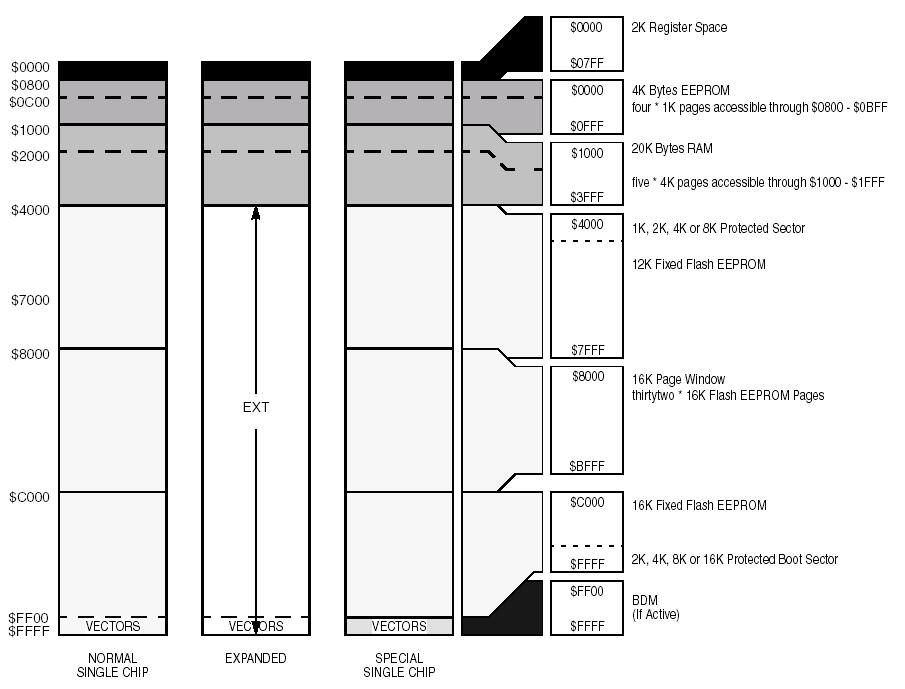 $0000
$0800
$0C00
$1000
$2000
$4000
$7000
$8000
$C000
$FF00
$FFFF
VECTORS
NORMAL
SINGLE CHIP
EXT
VECTORS
EXPANDED
VECTORS
SPECIAL
SINGLE CHIP
$0000
$07FF
2K Register Space
$0000
$0FFF
4K Bytes EEPROM
four * 1K pages accessible through $0800 - $0BFF
$1000
$3FFF
20K Bytes RAM
five * 4K pages accessible through $1000 - $1FFF
$4000
$7FFF
1K, 2K, 4K or 8K Protected Sector
12K Fixed Flash EEPROM
$8000
$BFFF
16K Page Window
thirtytwo * 16K Flash EEPROM Pages
$C000
$FFFF
16K Fixed Flash EEPROM
2K, 4K, 8K or 16K Protected Boot Sector
$FF00
$FFFF
BDM
(If Active)